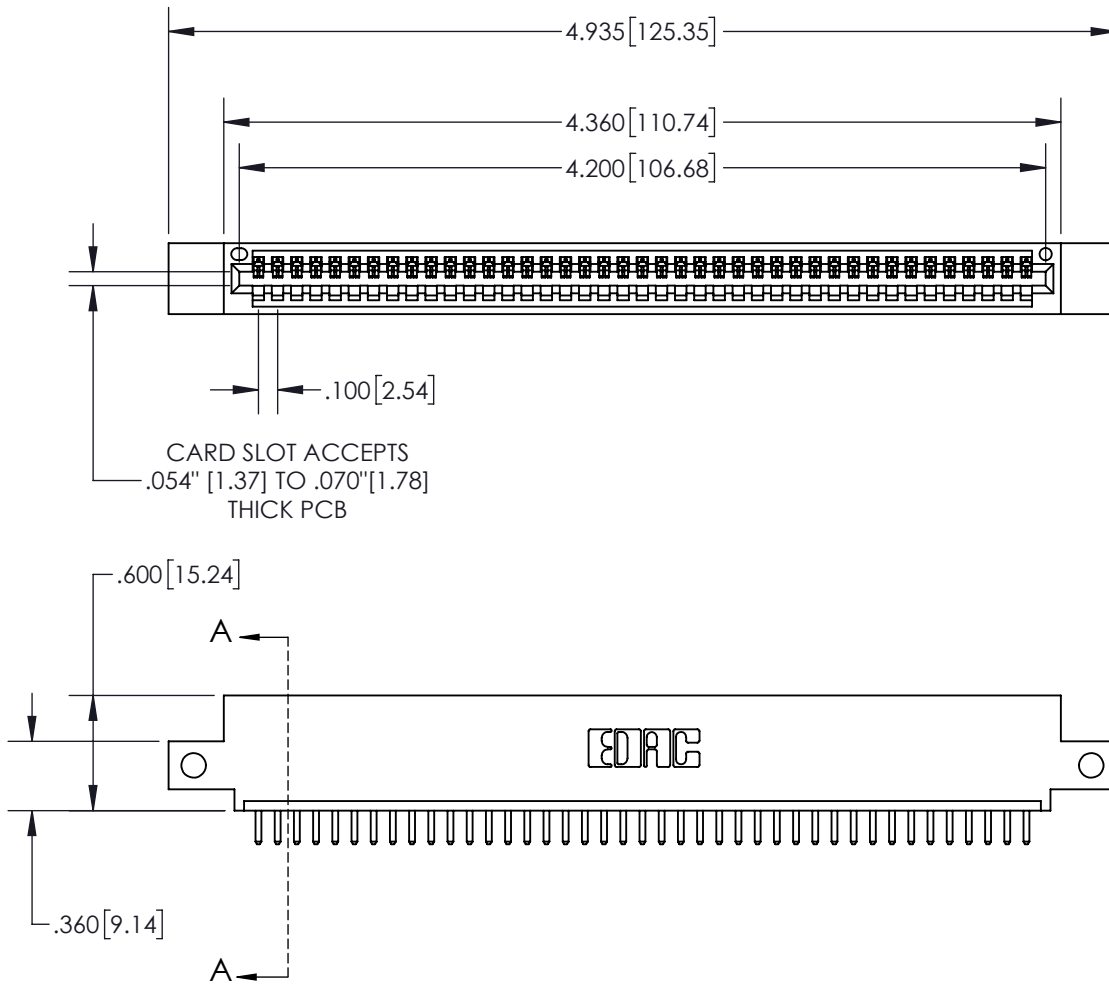 4.935[125.35]
4.360[110.74]
4.200[106.68]
.100[2.54]
CARD SLOT ACCEPTS
.054" [1.37] TO .070"[1.78]
THICK PCB
.600[15.24]
A
EDAC
.360[9.14]
A